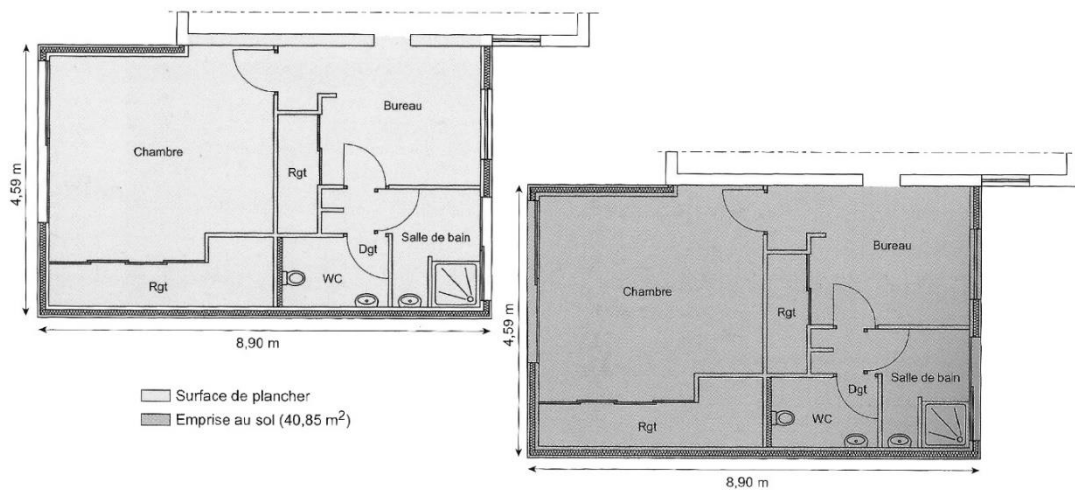 4,59 m
Chambre
Bureau
Rgt
Salle de bain
Dgt
WC
Rgt
8,90 m
Surface de plancher
Emprise au sol (40,85 m²)
4,59 m
Chambre
Bureau
Rgt
Salle de bain
Dgt
WC
Rgt
8,90 m